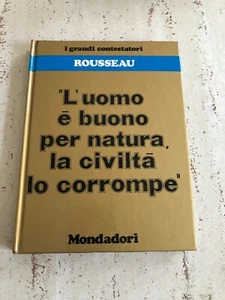 i grandi contestatori
ROUSSEAU
"L'uomo
è buono
per natura,
la civiltà
lo corrompe"
Mondadori